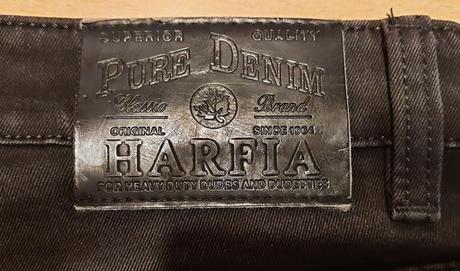 SUPERIOR QUALITY
PURE DENIM
Classic Brand
ORIGINAL SINCE 1964
HARFIA
FOR HEAVY DUTY DUDES AND DUDETTES